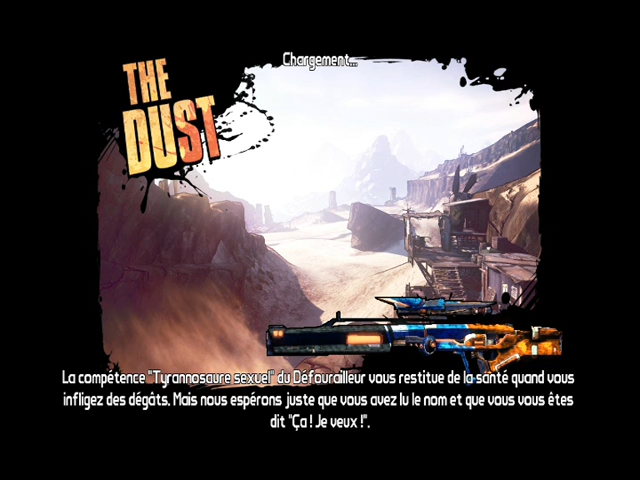 Chargement...
THE
DUST
La compétence "Tyrannosaure sexuel" du Défourailleur vous restitue de la santé quand vous
infligez des dégâts. Mais nous espérons juste que vous avez lu le nom et que vous vous êtes
dit "Ça ! Je veux !".